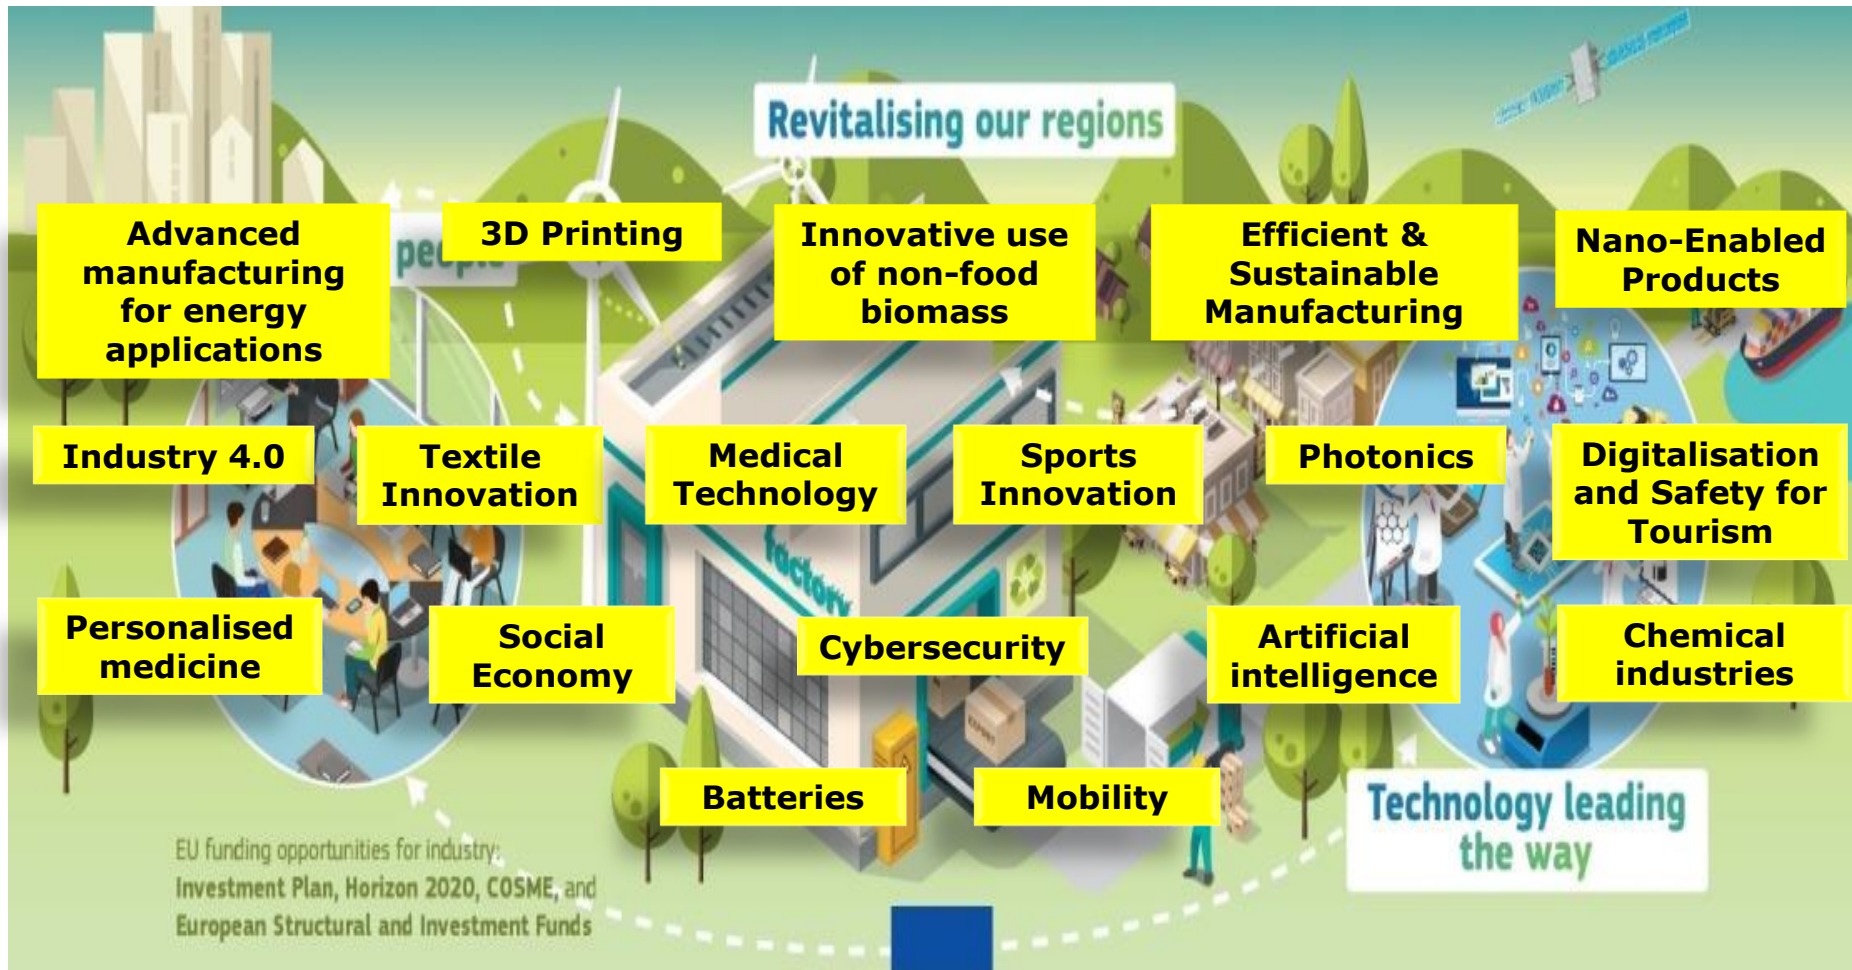 Revitalising our regions
people
Advanced
manufacturing
for energy
applications
3D Printing
Innovative use
of non-food
biomass
Efficient &
Sustainable
Manufacturing
Nano-Enabled
Products
Industry 4.0
Textile
Innovation
Medical
Technology
Sports
Innovation
Photonics
Digitalisation
and Safety for
Tourism
factory
Personalised
medicine
Social
Economy
Cybersecurity
Artificial
intelligence
Chemical
industries
EXPORT
Batteries
Mobility
Technology leading
the way
EU funding opportunities for industry:
Investment Plan, Horizon 2020, COSME, and
European Structural and Investment Funds